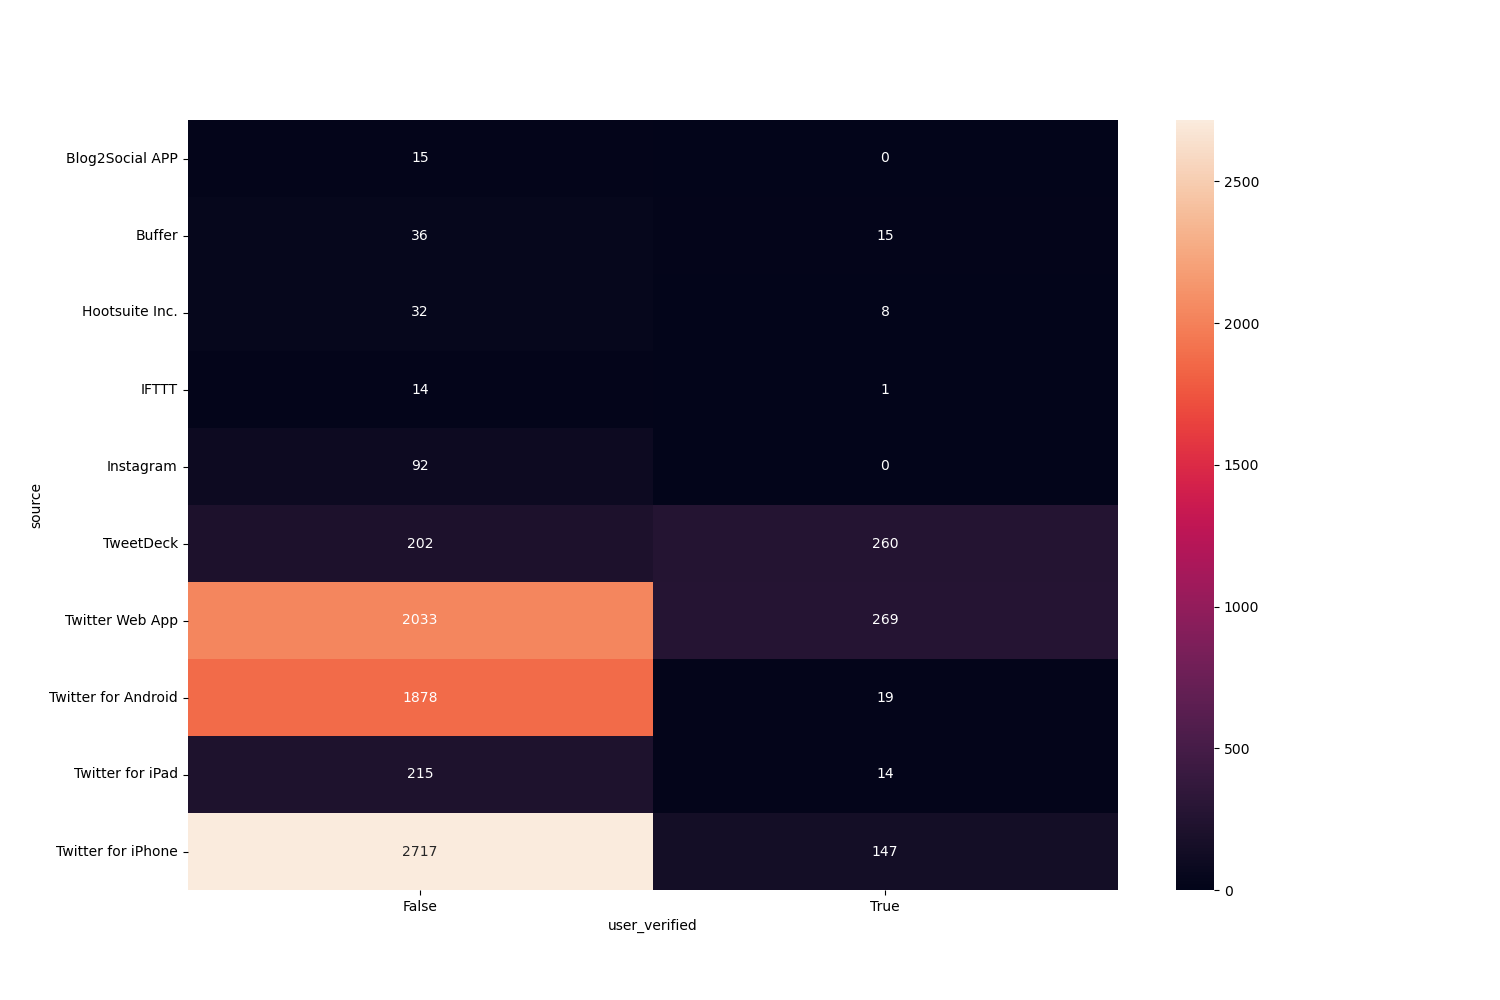 Blog2Social APP 15 0
Buffer 36 15
Hootsuite Inc. 32 8
IFTTT 14 1
Instagram 92 0
TweetDeck 202 260
Twitter Web App 2033 269
Twitter for Android 1878 19
Twitter for iPad 215 14
Twitter for iPhone 2717 147
source
False True
user_verified
2500
2000
1500
1000
500
0